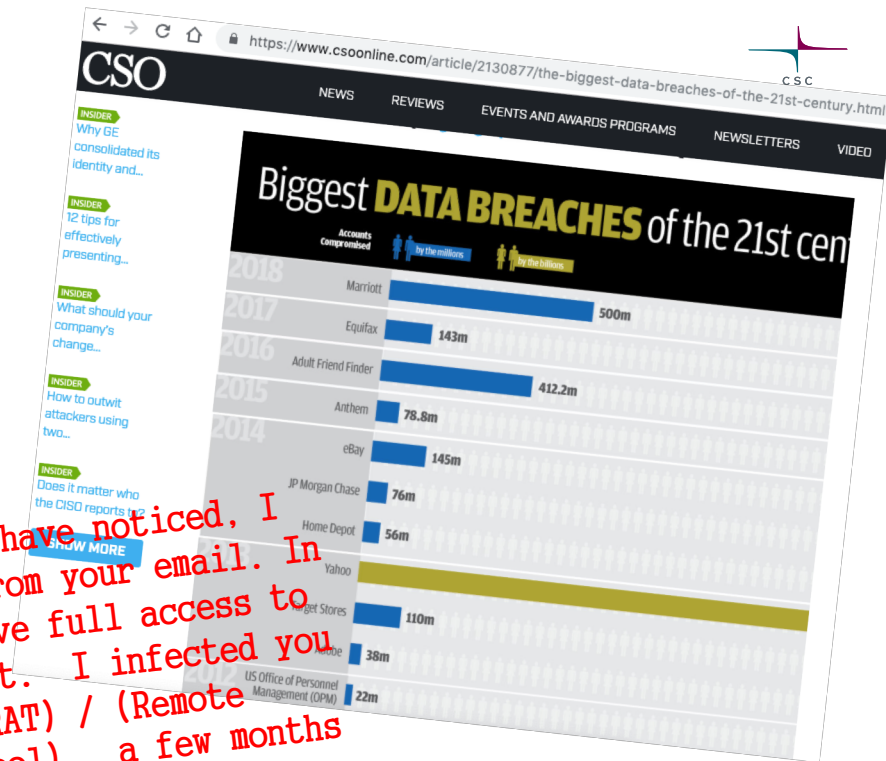 https://www.csoonline.com/article/2130877/the-biggest-data-breaches-of-the-21st-century.html
CSC
CSO
NEWS
REVIEWS
EVENTS AND AWARDS PROGRAMS
NEWSLETTERS
VIDEO
INSIDER
Why GE
consolidated its
identity and...
INSIDER
12 tips for
effectively
presenting...
INSIDER
What should your
company's
change...
INSIDER
How to outwit
attackers using
two...
INSIDER
Does it matter who
the CISO reports
SHOW MORE
Biggest DATA BREACHES of the 21st cen
Accounts
Compromised
by the millions
by the billions
2018
Marriott
500m
2017
Equifax
143m
2016
Adult Friend Finder
412.2m
2015
Anthem
78.8m
2014
eBay
145m
JP Morgan Chase
76m
Home Depot
56m
Yahoo
Target Stores
110m
38m
2012
US Office of Personnel
Management (OPM)
22m
have noticed, I
from your email. In
full access to
I infected you
/ (Remote
a few months